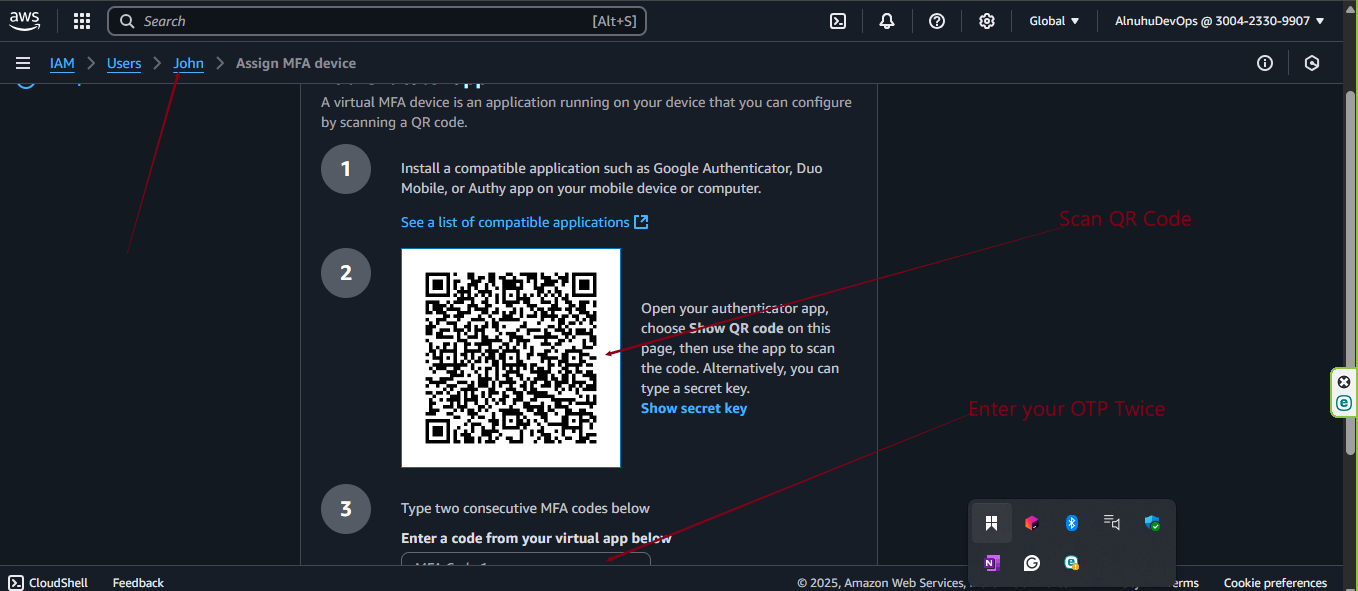 aws
Search [Alt+S]
Global
AlnuhuDevOps @ 3004-2330-9907
IAM
Users
John
Assign MFA device
A virtual MFA device is an application running on your device that you can configure
by scanning a QR code.
1
Install a compatible application such as Google Authenticator, Duo
Mobile, or Authy app on your mobile device or computer.
See a list of compatible applications
Scan QR Code
2
Open your authenticator app,
choose Show QR code on this
page, then use the app to scan
the code. Alternatively, you can
type a secret key.
Show secret key
Enter your OTP Twice
3
Type two consecutive MFA codes below
Enter a code from your virtual app below
CloudShell
Feedback
© 2025, Amazon Web Services,
Cookie preferences